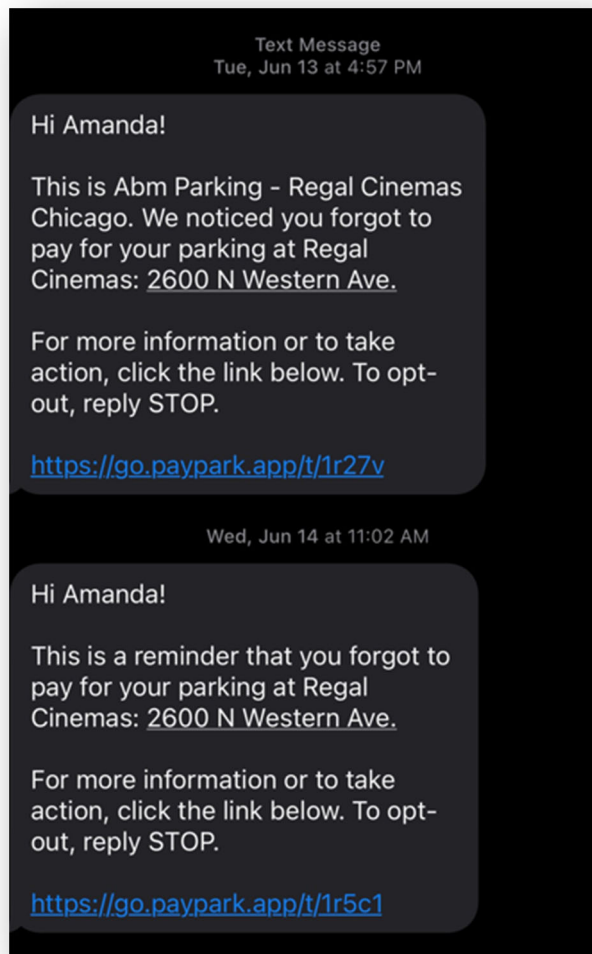 Text Message
Tue, Jun 13 at 4:57 PM
Hi Amanda!
This is Abm Parking - Regal Cinemas
Chicago. We noticed you forgot to
pay for your parking at Regal
Cinemas: 2600 N Western Ave.
For more information or to take
action, click the link below. To opt-
out, reply STOP.
https://go.paypark.app/t/1r27v
Wed, Jun 14 at 11:02 AM
Hi Amanda!
This is a reminder that you forgot to
pay for your parking at Regal
Cinemas: 2600 N Western Ave.
For more information or to take
action, click the link below. To opt-
out, reply STOP.
https://go.paypark.app/t/1r5c1